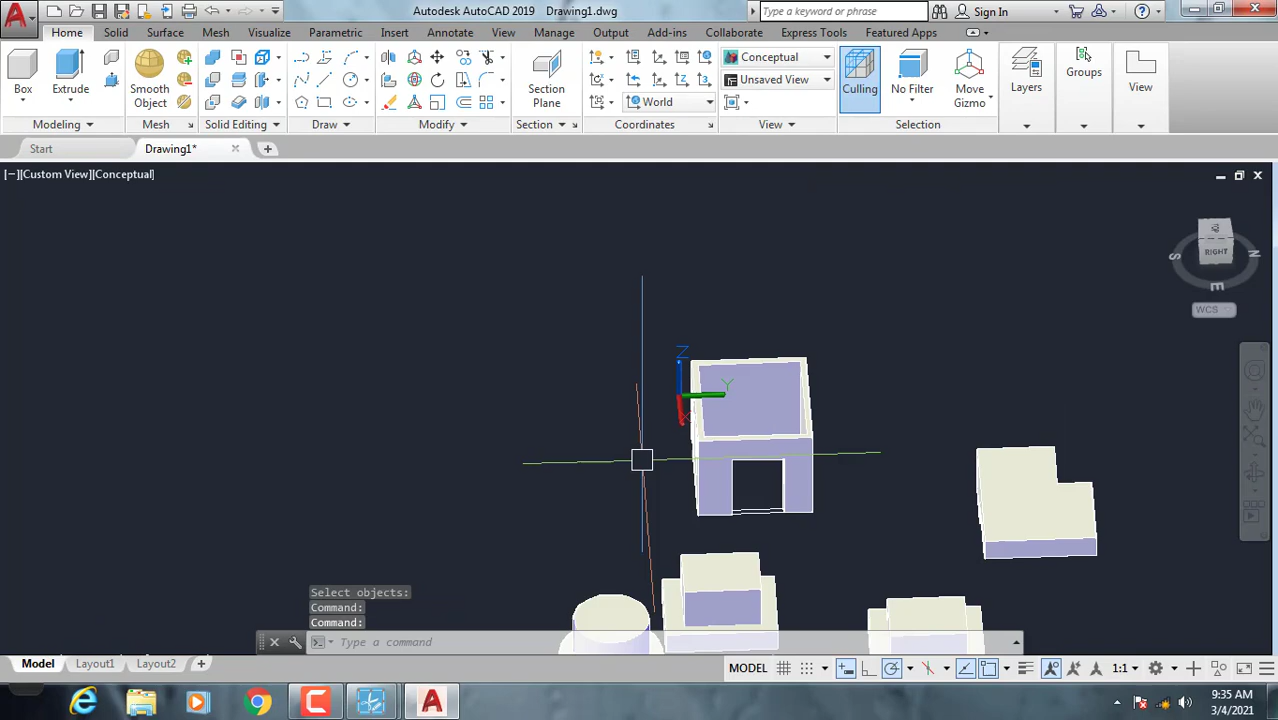 Autodesk AutoCAD 2019 Drawing1.dwg
Type a keyword or phrase
Sign In
Home Solid Surface Mesh Visualize Parametric Insert Annotate View Manage Output Add-ins Collaborate Express Tools Featured Apps
Box
Extrude
Smooth
Object
Section
Plane
Conceptual
Unsaved View
World
Culling
No Filter
Move
Gizmo
Layers
Groups
View
Modeling Mesh Solid Editing Draw Modify Section Coordinates View Selection
Start Drawing1*
[−][Custom View][Conceptual]
RIGHT
S
N
E
WCS
Z
Y
X
Select objects:
Command:
Command:
Type a command
Model Layout1 Layout2
MODEL
1:1
9:35 AM
3/4/2021